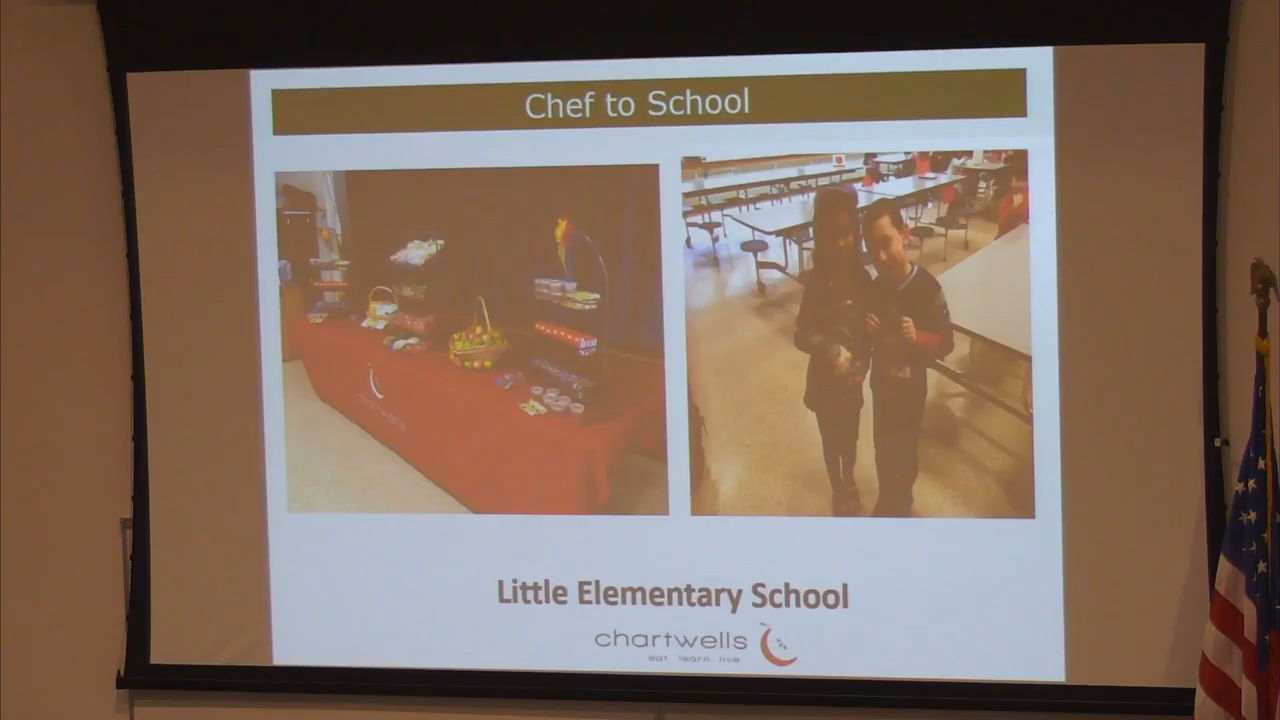 Chef to School
Little Elementary School
chartwells
eat. learn. live